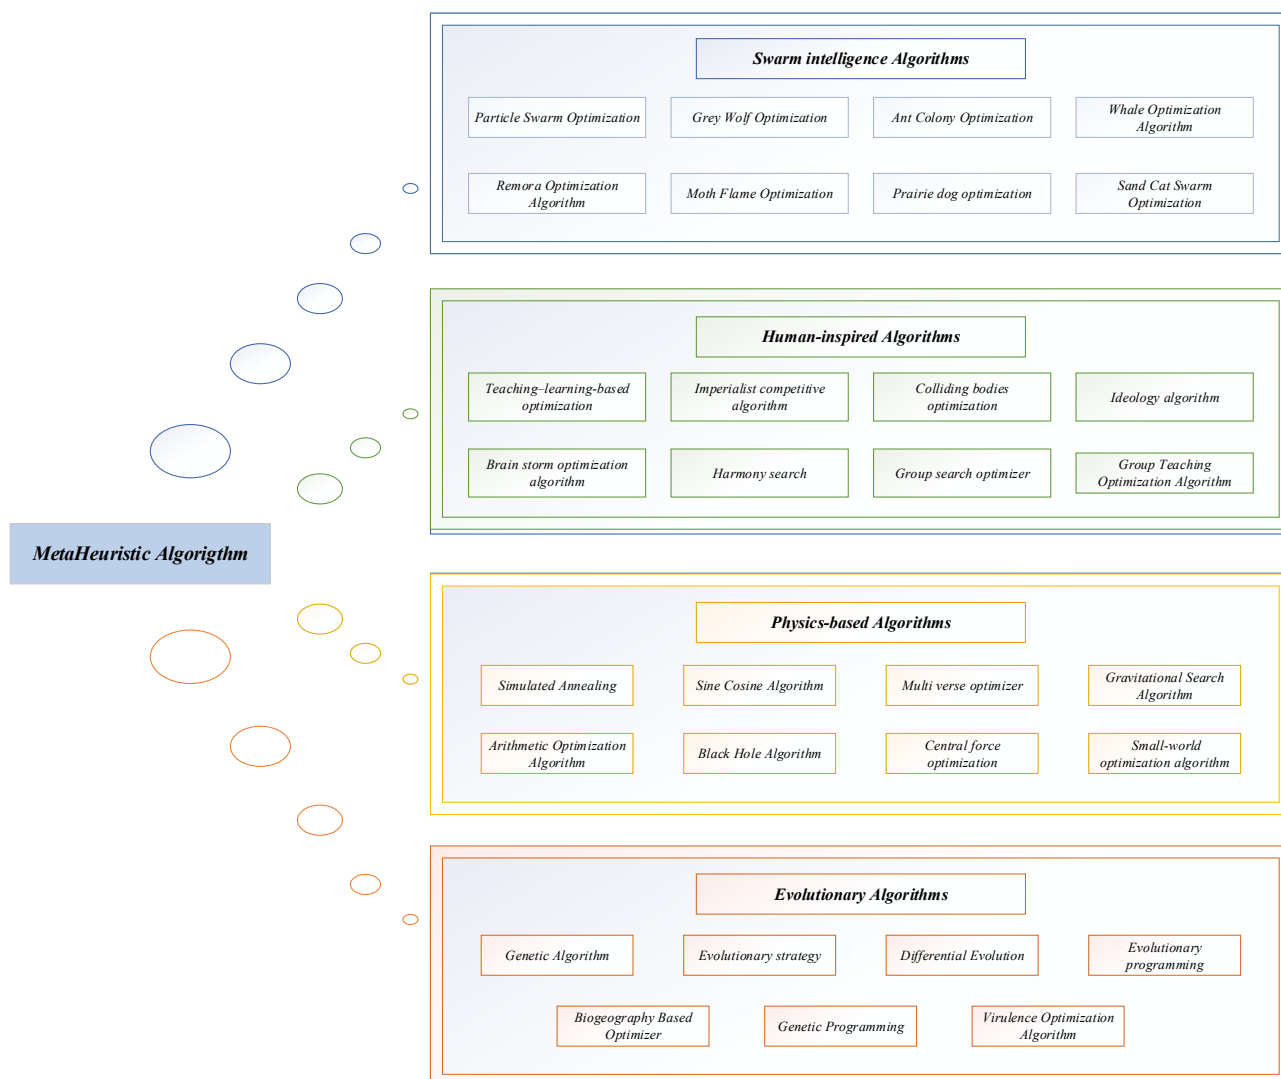 Swarm intelligence Algorithms
Particle Swarm Optimization
Grey Wolf Optimization
Ant Colony Optimization
Whale Optimization
Algorithm
Remora Optimization
Algorithm
Moth Flame Optimization
Prairie dog optimization
Sand Cat Swarm
Optimization
Human-inspired Algorithms
Teaching–learning-based
optimization
Imperialist competitive
algorithm
Colliding bodies
optimization
Ideology algorithm
Brain storm optimization
algorithm
Harmony search
Group search optimizer
Group Teaching
Optimization Algorithm
MetaHeuristic Algorigthm
Physics-based Algorithms
Simulated Annealing
Sine Cosine Algorithm
Multi verse optimizer
Gravitational Search
Algorithm
Arithmetic Optimization
Algorithm
Black Hole Algorithm
Central force
optimization
Small-world
optimization algorithm
Evolutionary Algorithms
Genetic Algorithm
Evolutionary strategy
Differential Evolution
Evolutionary
programming
Biogeography Based
Optimizer
Genetic Programming
Virulence Optimization
Algorithm